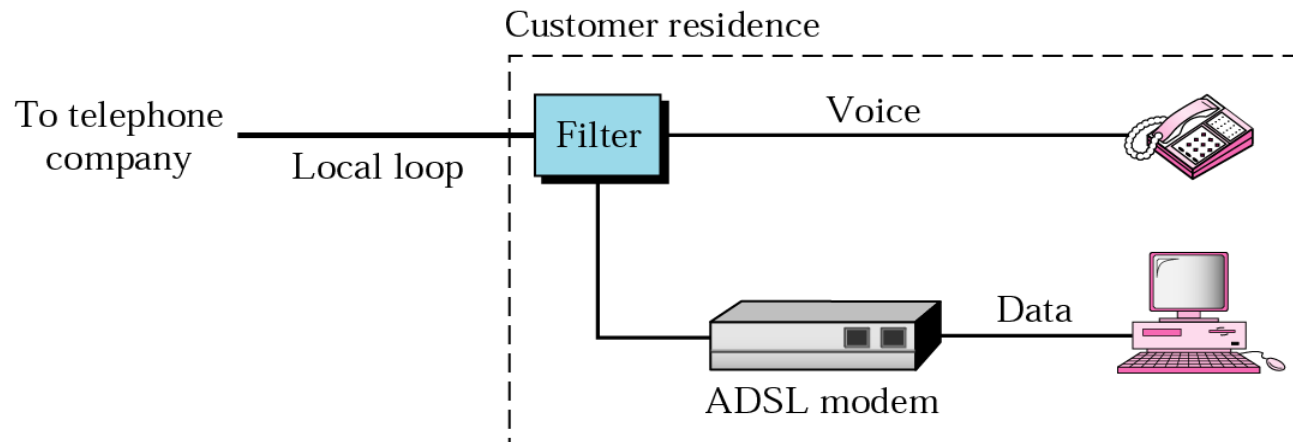 Customer residence
To telephone
company
Local loop
Filter
Voice
Data
ADSL modem